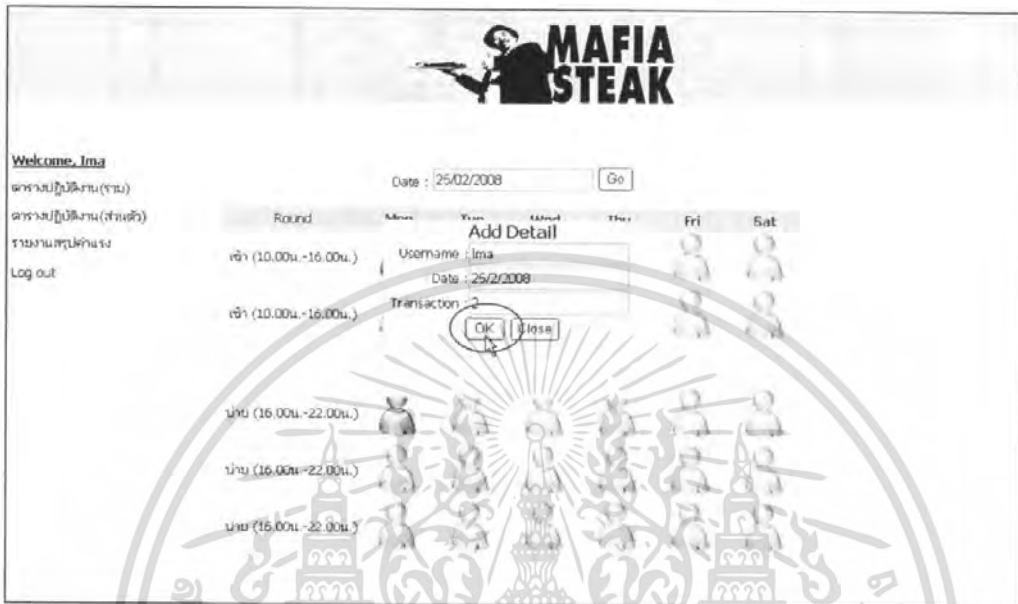 MAFIA
STEAK
Welcome, Ima
ตารางปฏิบัติงาน(รวม)
ตารางปฏิบัติงาน(ส่วนตัว)
รายงานสรุปค่าแรง
Log out
Date : 25/02/2008 Go
Round Mon Tue Wed Thu Fri Sat
Add Detail
Username : Ima
Date : 25/2/2008
Transaction : 2
OK Close
เช้า (10.00น.-16.00น.)
เช้า (10.00น.-16.00น.)
บ่าย (16.00น.-22.00น.)
บ่าย (16.00น.-22.00น.)
บ่าย (16.00น.-22.00น.)